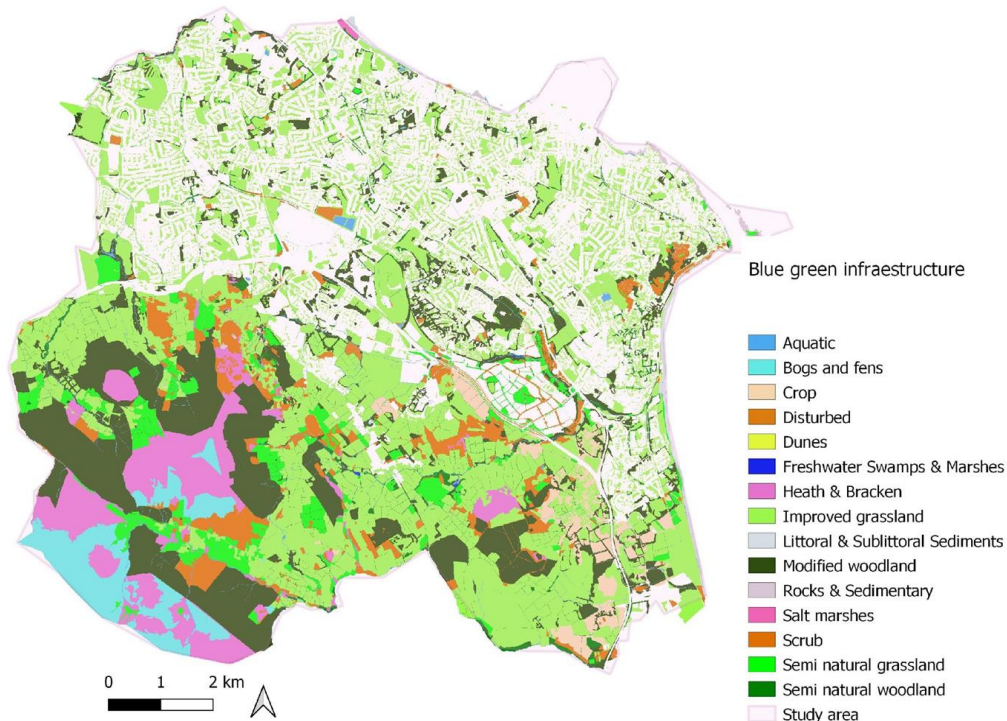 Blue green infraestructure
Aquatic
Bogs and fens
Crop
Disturbed
Dunes
Freshwater Swamps & Marshes
Heath & Bracken
Improved grassland
Littoral & Sublittoral Sediments
Modified woodland
Rocks & Sedimentary
Salt marshes
Scrub
Semi natural grassland
Semi natural woodland
Study area
0 1 2 km